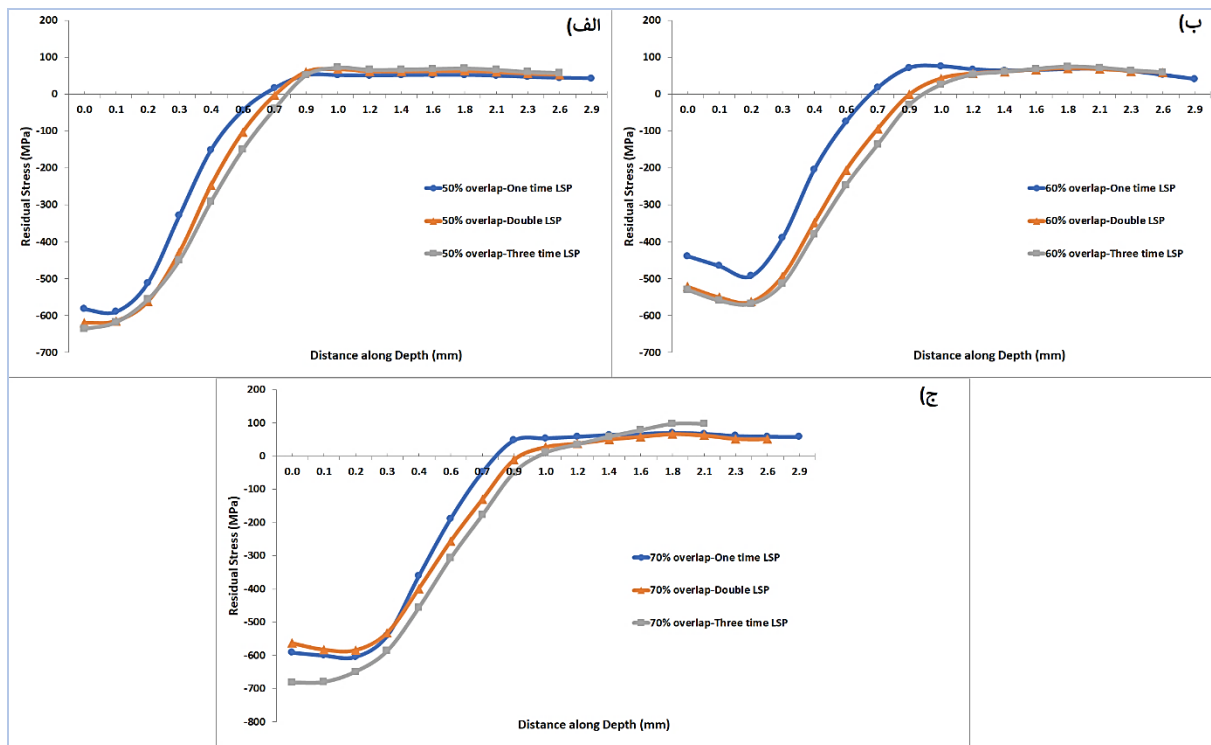 الف)
200
100
0
-100
-200
-300
-400
-500
-600
-700
0.0 0.1 0.2 0.3 0.4 0.6 0.7 0.9 1.0 1.2 1.4 1.6 1.8 2.1 2.3 2.6 2.9
Residual Stress (MPa)
50% overlap-One time LSP
50% overlap-Double LSP
50% overlap-Three time LSP
Distance along Depth (mm)
ب)
200
100
0
-100
-200
-300
-400
-500
-600
-700
0.0 0.1 0.2 0.3 0.4 0.6 0.7 0.9 1.0 1.2 1.4 1.6 1.8 2.1 2.3 2.6 2.9
Residual Stress (MPa)
60% overlap-One time LSP
60% overlap-Double LSP
60% overlap-Three time LSP
Distance along Depth (mm)
ج)
200
100
0
-100
-200
-300
-400
-500
-600
-700
-800
0.0 0.1 0.2 0.3 0.4 0.6 0.7 0.9 1.0 1.2 1.4 1.6 1.8 2.1 2.3 2.6 2.9
Residual Stress (MPa)
70% overlap-One time LSP
70% overlap-Double LSP
70% overlap-Three time LSP
Distance along Depth (mm)